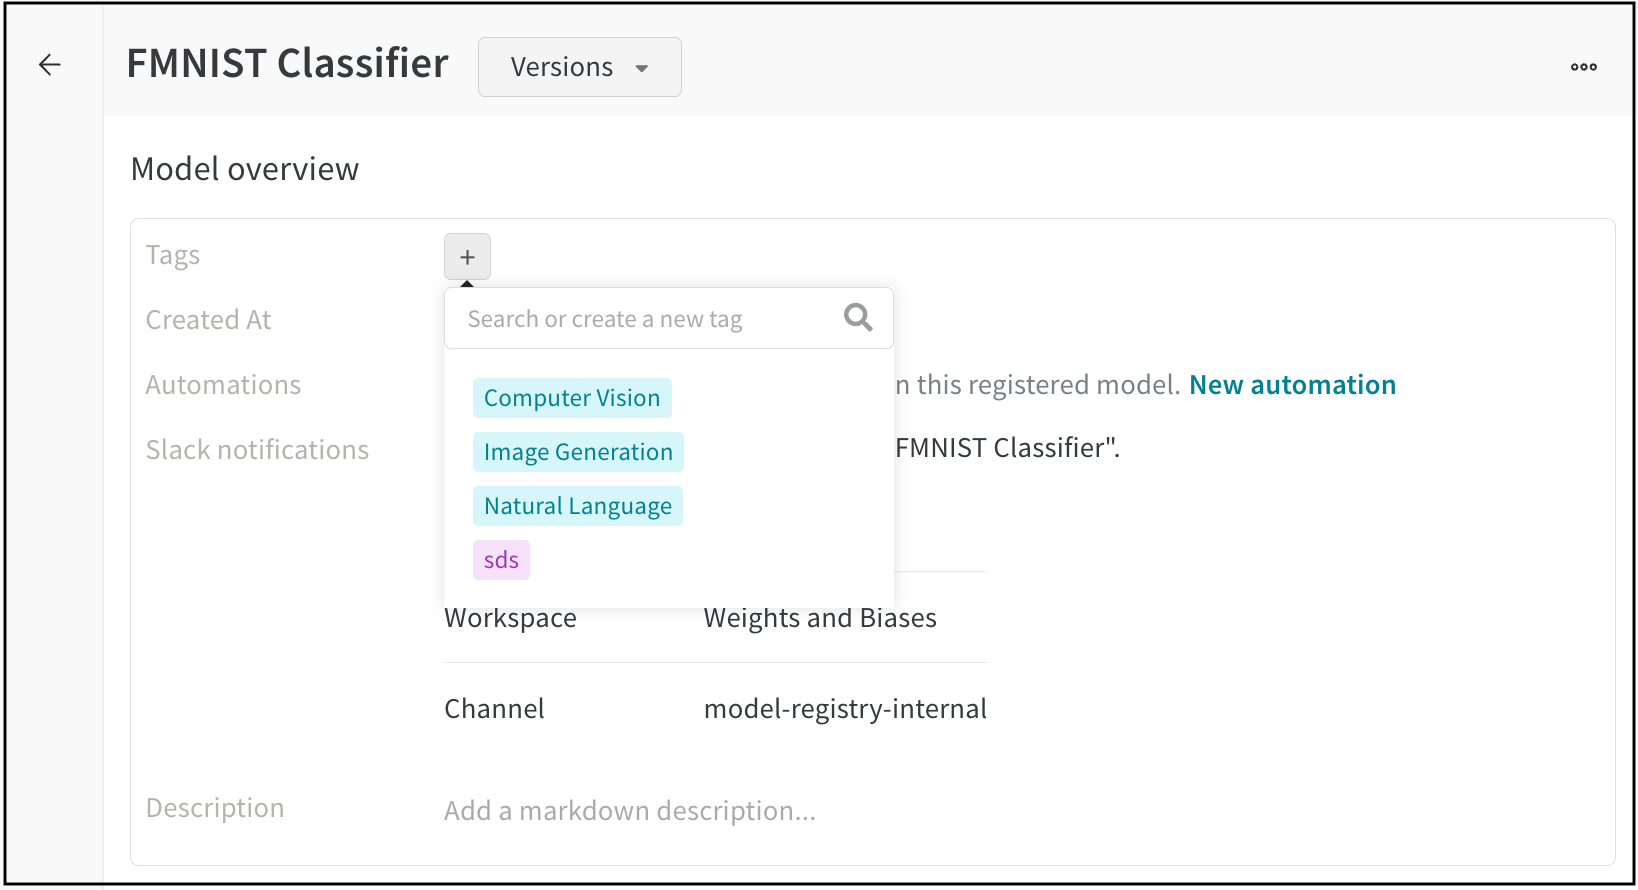 FMNIST Classifier Versions
Model overview
Tags +
Search or create a new tag
Created At
Computer Vision
Automations
this registered model. New automation
Image Generation
Slack notifications
FMNIST Classifier".
Natural Language
sds
Workspace Weights and Biases
Channel model-registry-internal
Description Add a markdown description...